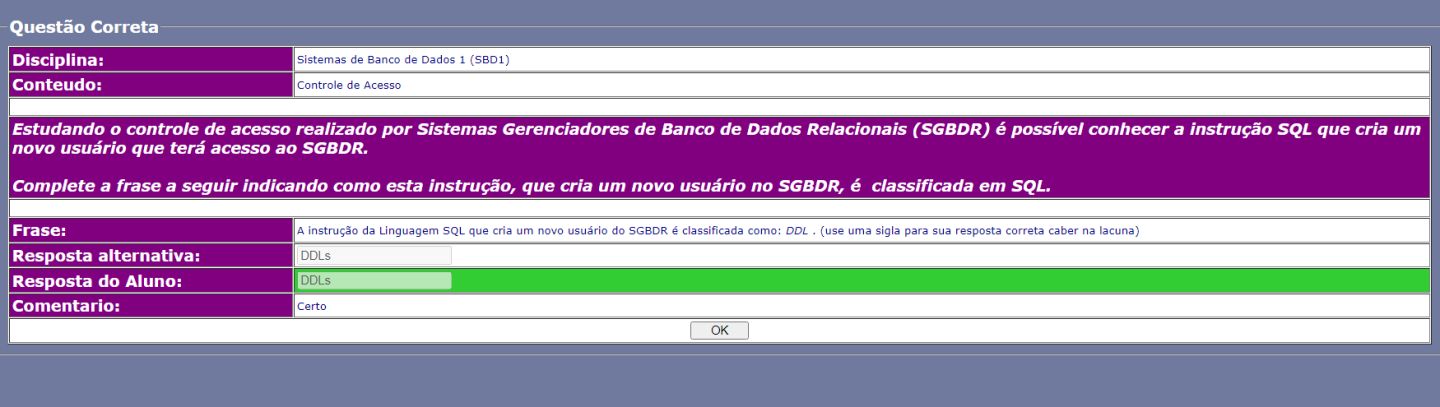 Questão Correta
Disciplina: Sistemas de Banco de Dados 1 (SBD1)
Conteudo: Controle de Acesso
Estudando o controle de acesso realizado por Sistemas Gerenciadores de Banco de Dados Relacionais (SGBDR) é possível conhecer a instrução SQL que cria um
novo usuário que terá acesso ao SGBDR.
Complete a frase a seguir indicando como esta instrução, que cria um novo usuário no SGBDR, é  classificada em SQL.
Frase: A instrução da Linguagem SQL que cria um novo usuário do SGBDR é classificada como: DDL . (use uma sigla para sua resposta correta caber na lacuna)
Resposta alternativa: DDLs
Resposta do Aluno: DDLs
Comentario: Certo
OK